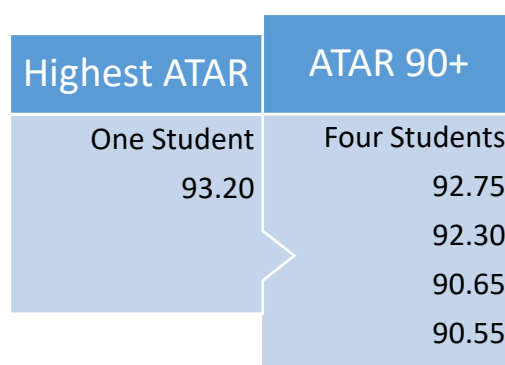 Highest ATAR
One Student
93.20
ATAR 90+
Four Students
92.75
92.30
90.65
90.55